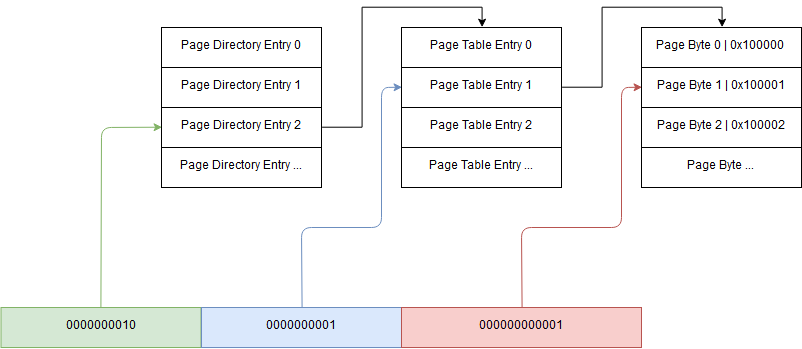 Page Directory Entry 0
Page Directory Entry 1
Page Directory Entry 2
Page Directory Entry ...
Page Table Entry 0
Page Table Entry 1
Page Table Entry 2
Page Table Entry ...
Page Byte 0 | 0x100000
Page Byte 1 | 0x100001
Page Byte 2 | 0x100002
Page Byte ...
0000000010
0000000001
000000000001